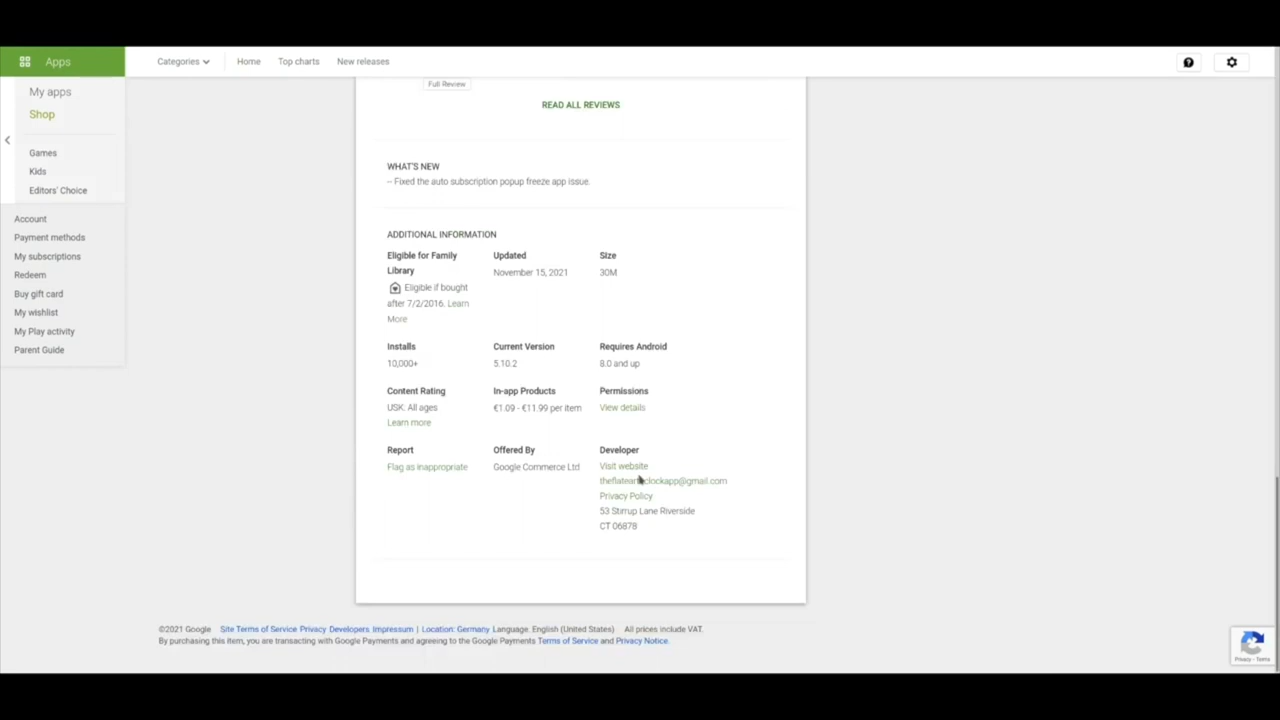 Apps
Categories
Home
Top charts
New releases
My apps
Shop
Games
Kids
Editors' Choice
Account
Payment methods
My subscriptions
Redeem
Buy gift card
My wishlist
My Play activity
Parent Guide
Full Review
READ ALL REVIEWS
WHAT'S NEW
-- Fixed the auto subscription popup freeze app issue.
ADDITIONAL INFORMATION
Eligible for Family
Library
Eligible if bought
after 7/2/2016. Learn
More
Updated
November 15, 2021
Size
30M
Installs
10,000+
Current Version
5.10.2
Requires Android
8.0 and up
Content Rating
USK: All ages
Learn more
In-app Products
€1.09 - €11.99 per item
Permissions
View details
Report
Flag as inappropriate
Offered By
Google Commerce Ltd
Developer
Visit website
Privacy Policy
53 Stirrup Lane Riverside
CT 06878
©2021 Google Site Terms of Service Privacy Developers Impressum | Location: Germany Language: English (United States) All prices include VAT.
By purchasing this item, you are transacting with Google Payments and agreeing to the Google Payments Terms of Service and Privacy Notice.
Privacy - Terms